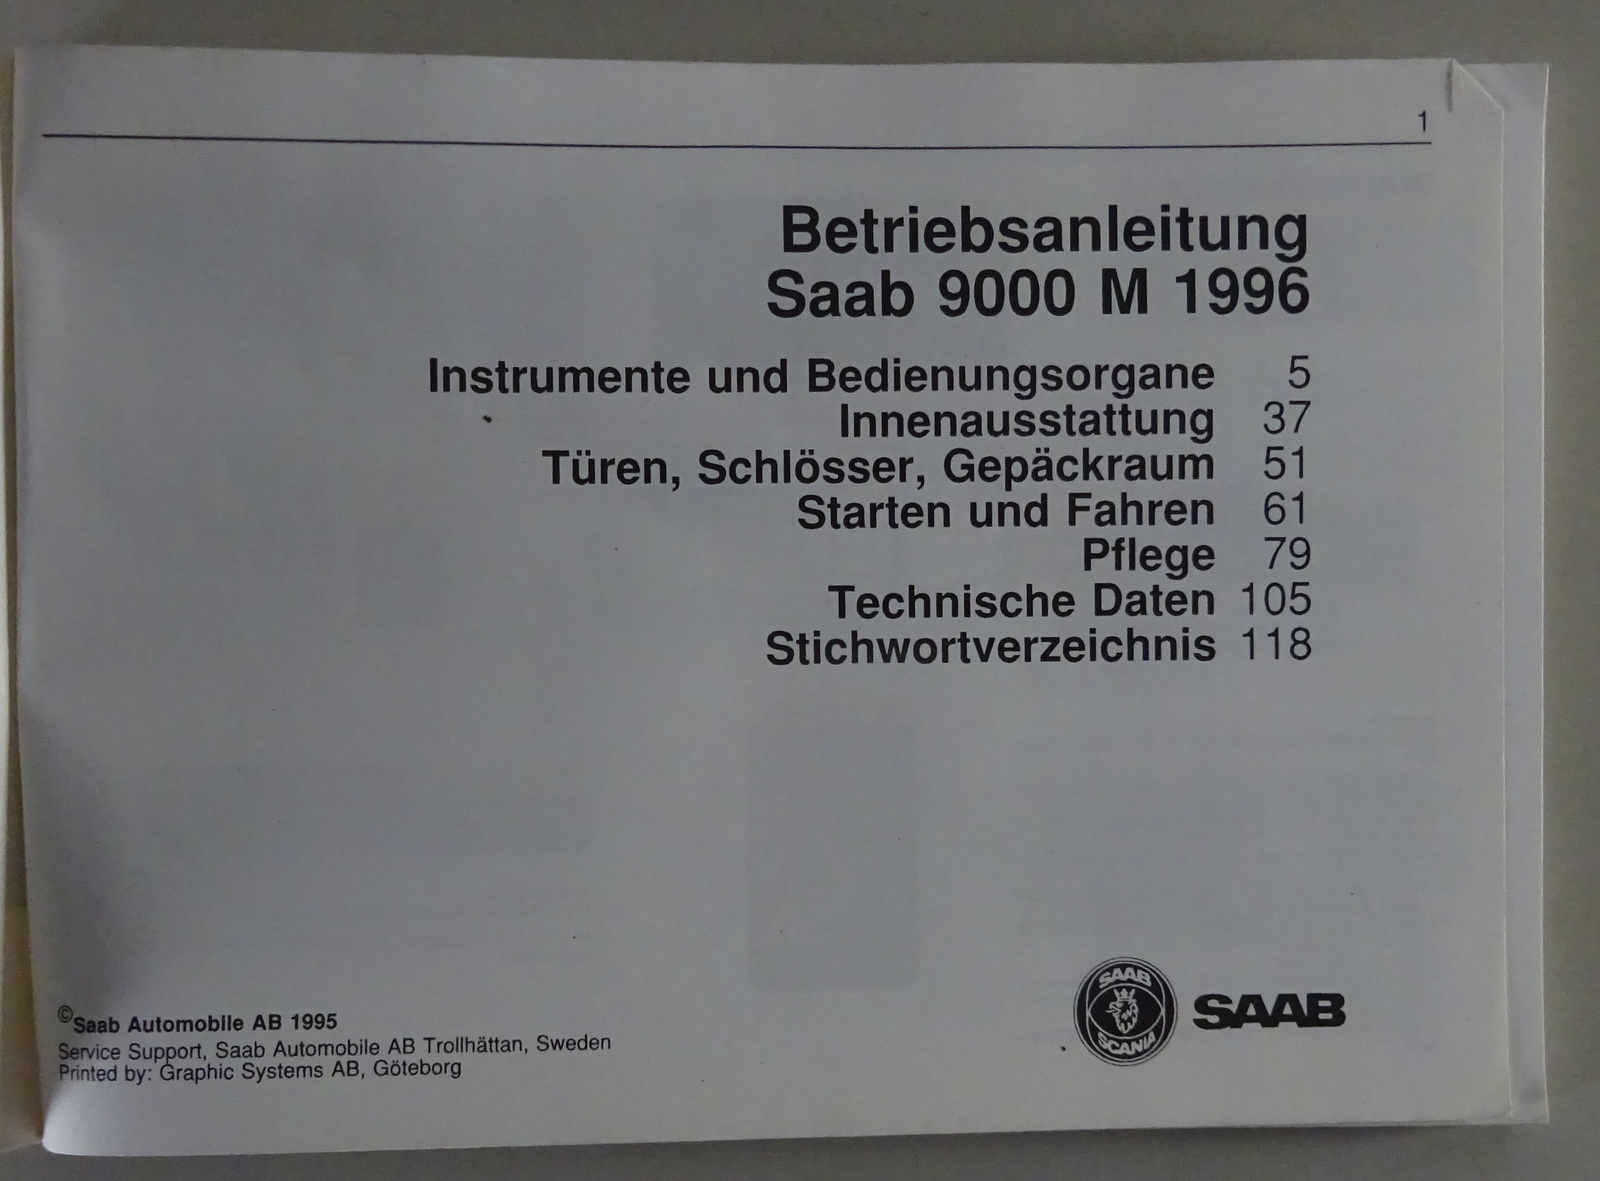 1
Betriebsanleitung
Saab 9000 M 1996
Instrumente und Bedienungsorgane 5
Innenausstattung 37
Türen, Schlösser, Gepäckraum 51
Starten und Fahren 61
Pflege 79
Technische Daten 105
Stichwortverzeichnis 118
©Saab Automobile AB 1995
Service Support, Saab Automobile AB Trollhättan, Sweden
Printed by: Graphic Systems AB, Göteborg
SAAB
SCANIA
SAAB